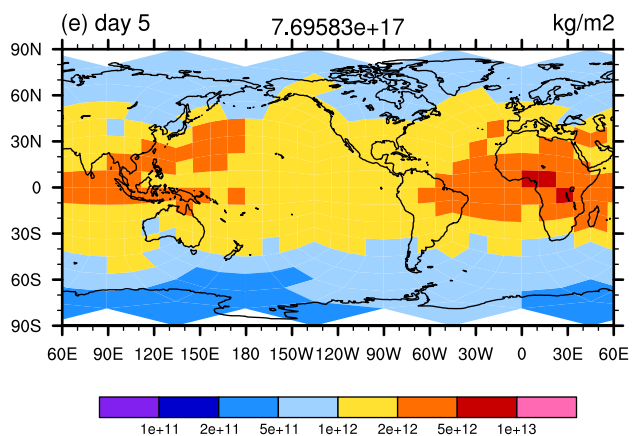 (e) day 5 7.69583e+17 kg/m2
90N
60N
30N
0
30S
60S
90S
60E 90E 120E 150E 180 150W 120W 90W 60W 30W 0 30E 60E
1e+11 2e+11 5e+11 1e+12 2e+12 5e+12 1e+13